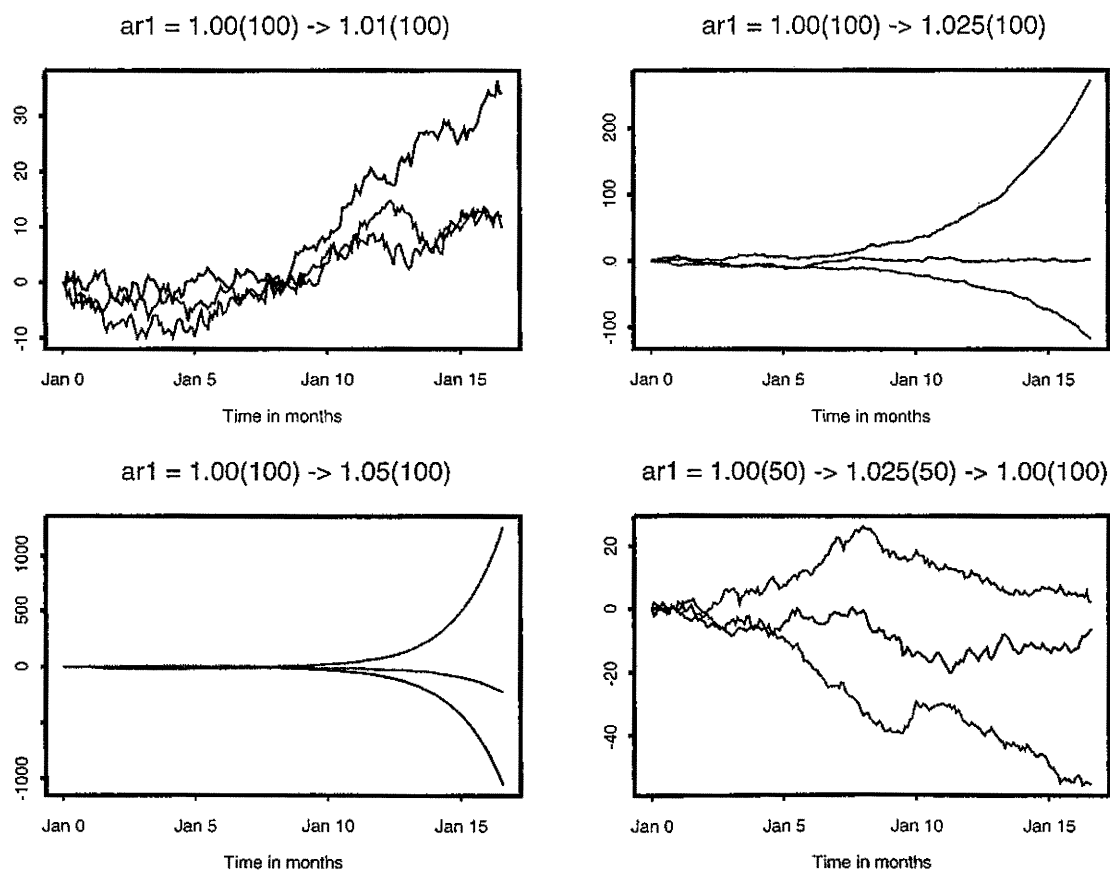 ar1 = 1.00(100) -> 1.01(100)
30
20
10
0
-10
Jan 0 Jan 5 Jan 10 Jan 15
Time in months
ar1 = 1.00(100) -> 1.025(100)
200
100
0
-100
Jan 0 Jan 5 Jan 10 Jan 15
Time in months
ar1 = 1.00(100) -> 1.05(100)
1000
500
0
-1000
Jan 0 Jan 5 Jan 10 Jan 15
Time in months
ar1 = 1.00(50) -> 1.025(50) -> 1.00(100)
20
0
-20
-40
Jan 0 Jan 5 Jan 10 Jan 15
Time in months